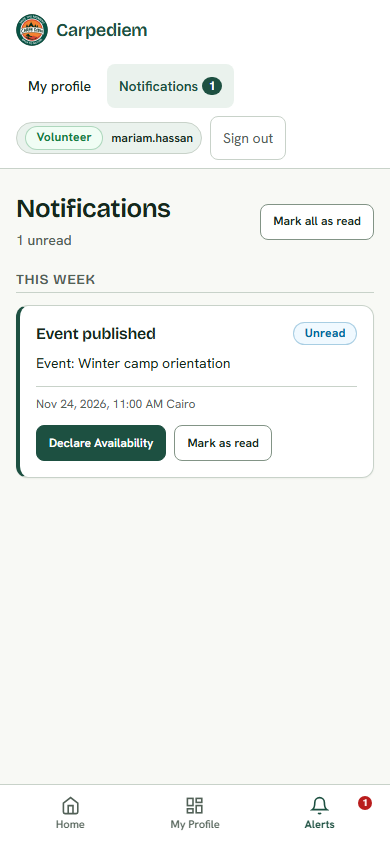 Carpediem
My profile
Notifications 1
Volunteer mariam.hassan
Sign out
Notifications
1 unread
Mark all as read
THIS WEEK
Event published
Unread
Event: Winter camp orientation
Nov 24, 2026, 11:00 AM Cairo
Declare Availability
Mark as read
1
Home
My Profile
Alerts